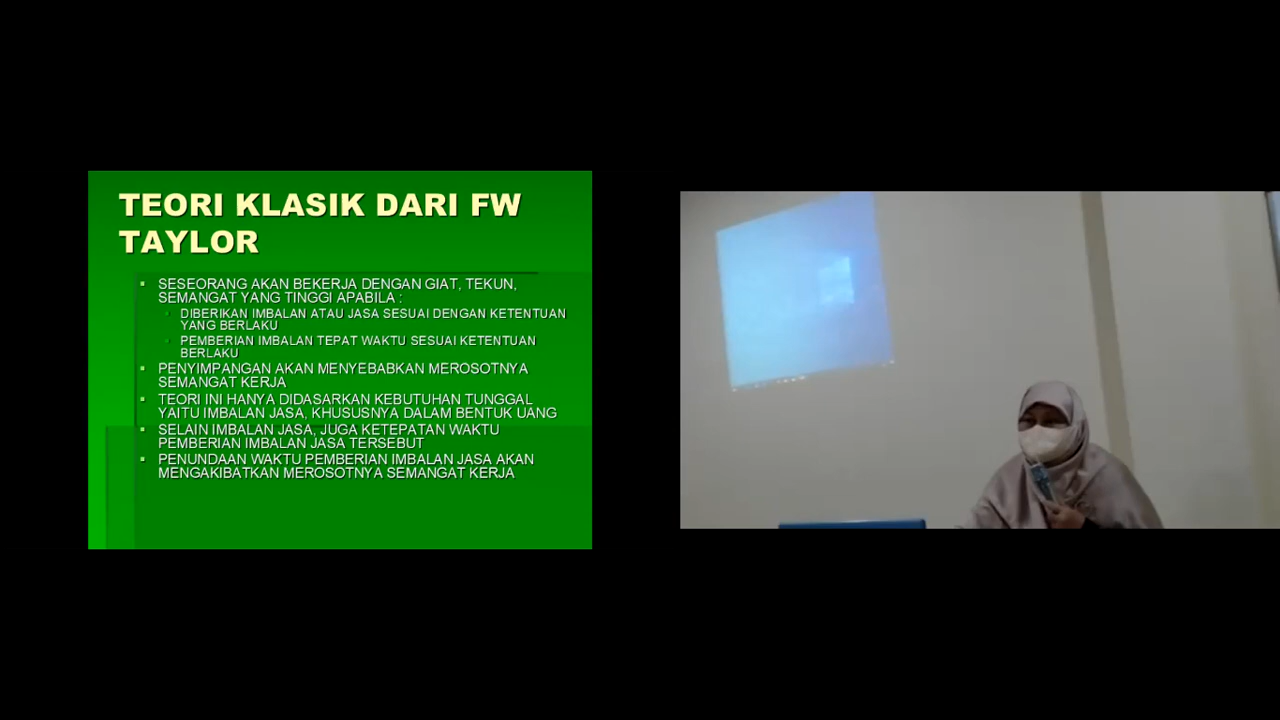 TEORI KLASIK DARI FW
TAYLOR
SESEORANG AKAN BEKERJA DENGAN GIAT, TEKUN,
SEMANGAT YANG TINGGI APABILA :
DIBERIKAN IMBALAN ATAU JASA SESUAI DENGAN KETENTUAN
YANG BERLAKU
PEMBERIAN IMBALAN TEPAT WAKTU SESUAI KETENTUAN
BERLAKU
PENYIMPANGAN AKAN MENYEBABKAN MEROSOTNYA
SEMANGAT KERJA
TEORI INI HANYA DIDASARKAN KEBUTUHAN TUNGGAL
YAITU IMBALAN JASA, KHUSUSNYA DALAM BENTUK UANG
SELAIN IMBALAN JASA, JUGA KETEPATAN WAKTU
PEMBERIAN IMBALAN JASA TERSEBUT
PENUNDAAN WAKTU PEMBERIAN IMBALAN JASA AKAN
MENGAKIBATKAN MEROSOTNYA SEMANGAT KERJA